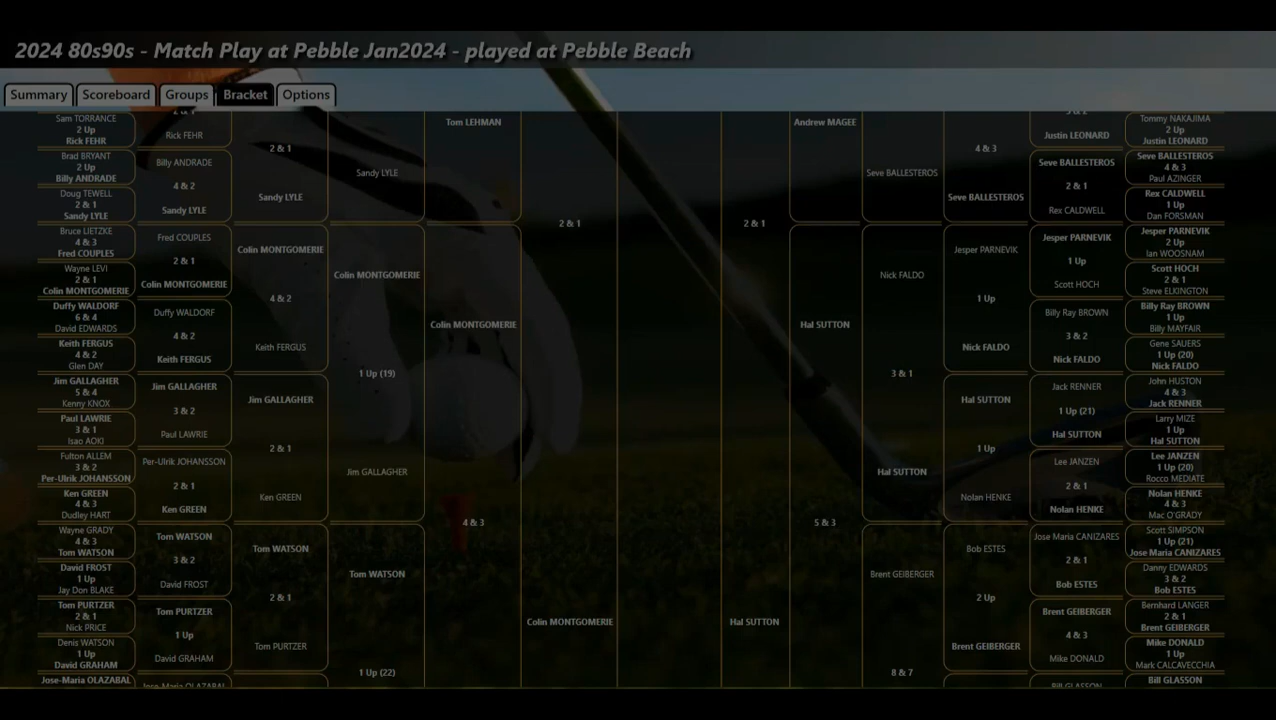 2024 80s90s - Match Play at Pebble Jan2024 - played at Pebble Beach
Summary Scoreboard Groups Bracket Options
Sam TORRANCE
2 Up
Rick FEHR
Brad BRYANT
2 Up
Billy ANDRADE
Doug TEWELL
2 & 1
Sandy LYLE
Bruce LIETZKE
4 & 3
Fred COUPLES
Wayne LEVI
2 & 1
Colin MONTGOMERIE
Duffy WALDORF
6 & 4
David EDWARDS
Keith FERGUS
4 & 2
Glen DAY
Jim GALLAGHER
5 & 4
Kenny KNOX
Paul LAWRIE
3 & 1
Isao AOKI
Fulton ALLEM
3 & 2
Per-Ulrik JOHANSSON
Ken GREEN
4 & 3
Dudley HART
Wayne GRADY
4 & 3
Tom WATSON
David FROST
1 Up
Jay Don BLAKE
Tom PURTZER
2 & 1
Nick PRICE
Denis WATSON
1 Up
David GRAHAM
Jose-Maria OLAZABAL
2 & 1
Rick FEHR
Billy ANDRADE
4 & 2
Sandy LYLE
Fred COUPLES
2 & 1
Colin MONTGOMERIE
Duffy WALDORF
4 & 2
Keith FERGUS
Jim GALLAGHER
3 & 2
Paul LAWRIE
Per-Ulrik JOHANSSON
2 & 1
Ken GREEN
Tom WATSON
3 & 2
David FROST
Tom PURTZER
1 Up
David GRAHAM
Jose-Maria OLAZABAL
2 & 1
Sandy LYLE
Colin MONTGOMERIE
4 & 2
Keith FERGUS
Jim GALLAGHER
2 & 1
Ken GREEN
Tom WATSON
2 & 1
Tom PURTZER
Sandy LYLE
Colin MONTGOMERIE
1 Up (19)
Jim GALLAGHER
Tom WATSON
1 Up (22)
Tom LEHMAN
Colin MONTGOMERIE
4 & 3
2 & 1
Colin MONTGOMERIE
2 & 1
Hal SUTTON
Andrew MAGEE
Hal SUTTON
5 & 3
Seve BALLESTEROS
Nick FALDO
3 & 1
Hal SUTTON
Brent GEIBERGER
8 & 7
4 & 3
Seve BALLESTEROS
Jesper PARNEVIK
1 Up
Nick FALDO
Hal SUTTON
1 Up
Nolan HENKE
Bob ESTES
2 Up
Brent GEIBERGER
3 & 2
Justin LEONARD
Seve BALLESTEROS
2 & 1
Rex CALDWELL
Jesper PARNEVIK
1 Up
Scott HOCH
Billy Ray BROWN
3 & 2
Nick FALDO
Jack RENNER
1 Up (21)
Hal SUTTON
Lee JANZEN
2 & 1
Nolan HENKE
Jose Maria CANIZARES
2 & 1
Bob ESTES
Brent GEIBERGER
4 & 3
Mike DONALD
Bill GLASSON
Tommy NAKAJIMA
2 Up
Justin LEONARD
Seve BALLESTEROS
4 & 3
Paul AZINGER
Rex CALDWELL
1 Up
Dan FORSMAN
Jesper PARNEVIK
2 Up
Ian WOOSNAM
Scott HOCH
2 & 1
Steve ELKINGTON
Billy Ray BROWN
1 Up
Billy MAYFAIR
Gene SAUERS
1 Up (20)
Nick FALDO
John HUSTON
4 & 3
Jack RENNER
Larry MIZE
1 Up
Hal SUTTON
Lee JANZEN
1 Up (20)
Rocco MEDIATE
Nolan HENKE
4 & 3
Mac O'GRADY
Scott SIMPSON
1 Up (21)
Jose Maria CANIZARES
Danny EDWARDS
3 & 2
Bob ESTES
Bernhard LANGER
2 & 1
Brent GEIBERGER
Mike DONALD
1 Up
Mark CALCAVECCHIA
Bill GLASSON